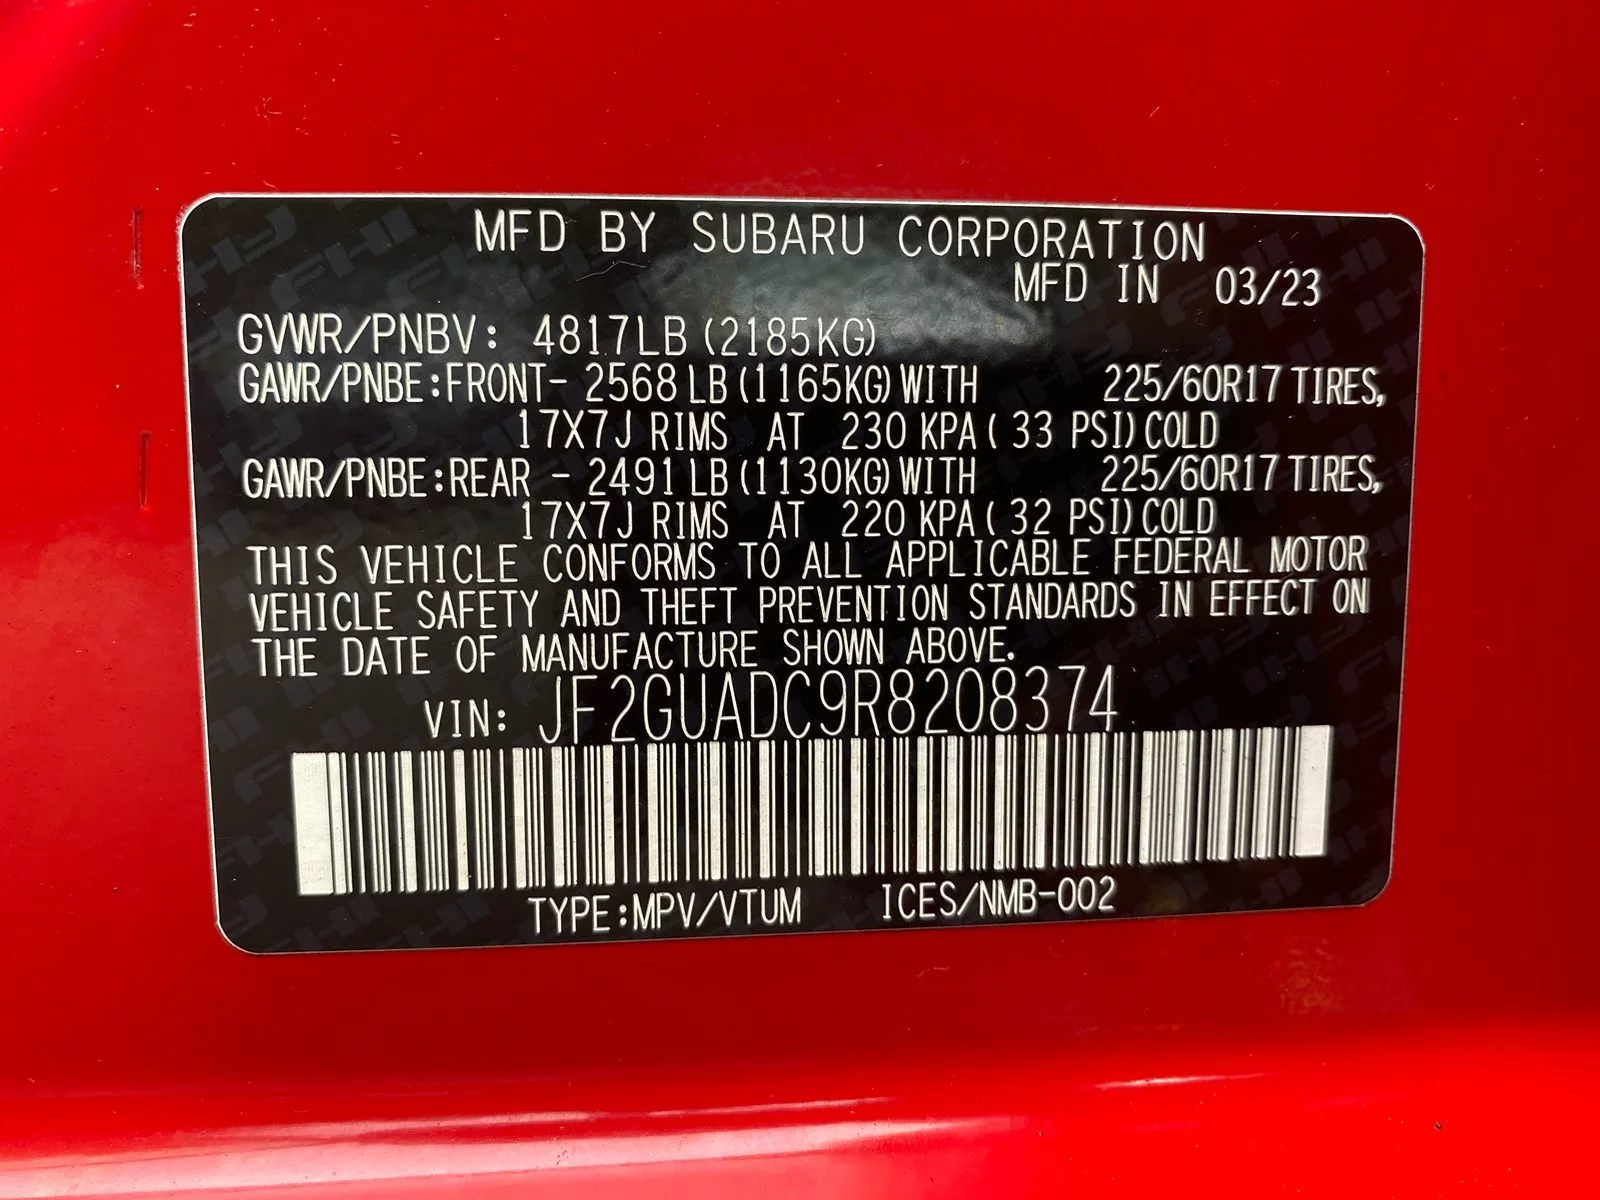 MFD BY SUBARU CORPORATION
MFD IN 03/23
GVWR/PNBV: 4817LB (2185KG)
GAWR/PNBE:FRONT- 2568 LB (1165KG) WITH 225/60R17 TIRES,
17X7J RIMS AT 230 KPA ( 33 PSI) COLD
GAWR/PNBE:REAR - 2491 LB (1130KG) WITH 225/60R17 TIRES,
17X7J RIMS AT 220 KPA ( 32 PSI) COLD
THIS VEHICLE CONFORMS TO ALL APPLICABLE FEDERAL MOTOR
VEHICLE SAFETY AND THEFT PREVENTION STANDARDS IN EFFECT ON
THE DATE OF MANUFACTURE SHOWN ABOVE.
VIN: JF2GUADC9R8208374
TYPE:MPV/VTUM ICES/NMB-002